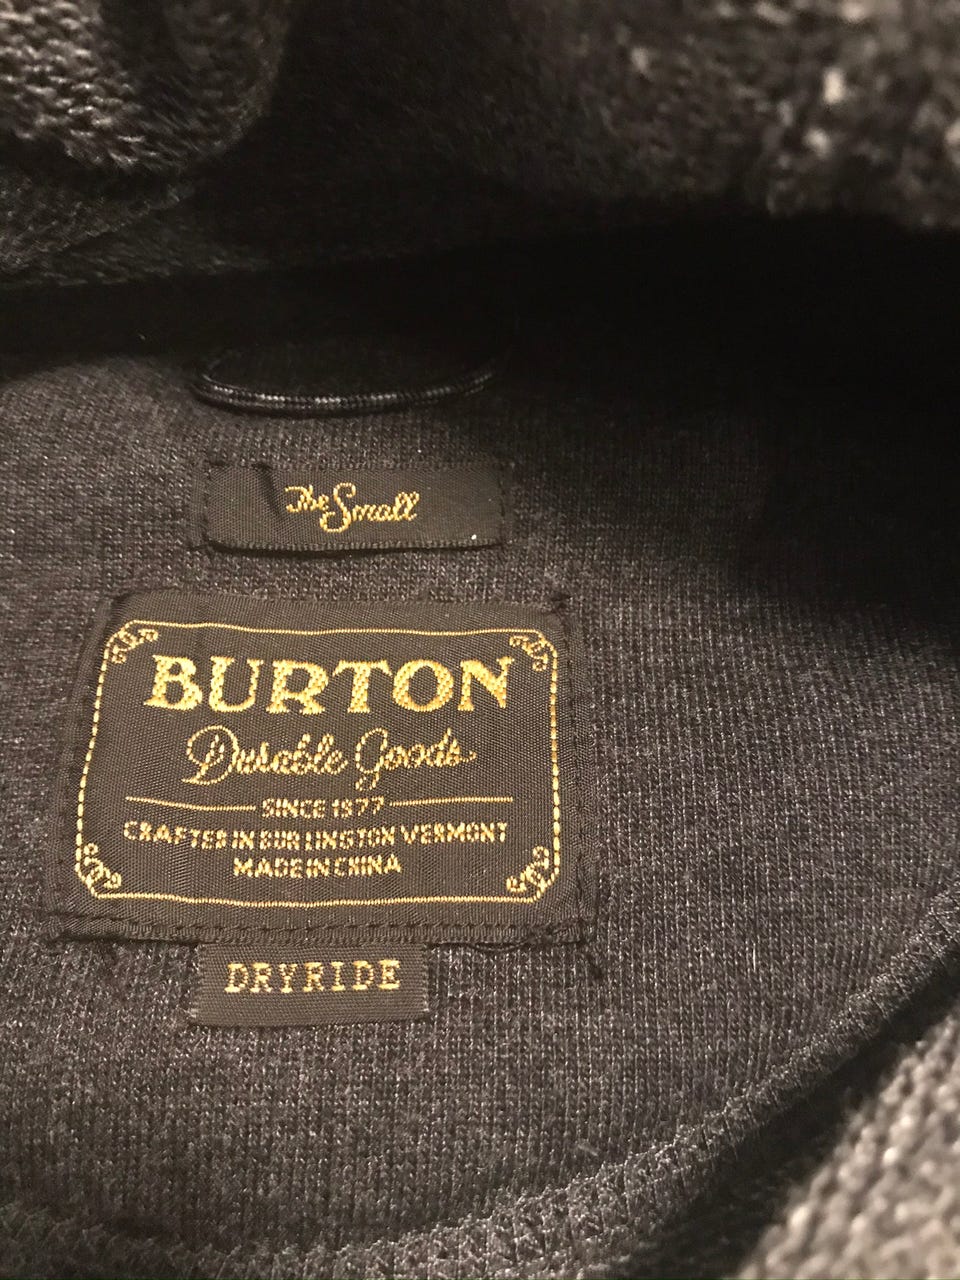 The Small
BURTON
Durable Goods
SINCE 1977
CRAFTED IN BURLINGTON VERMONT
MADE IN CHINA
DRYRIDE